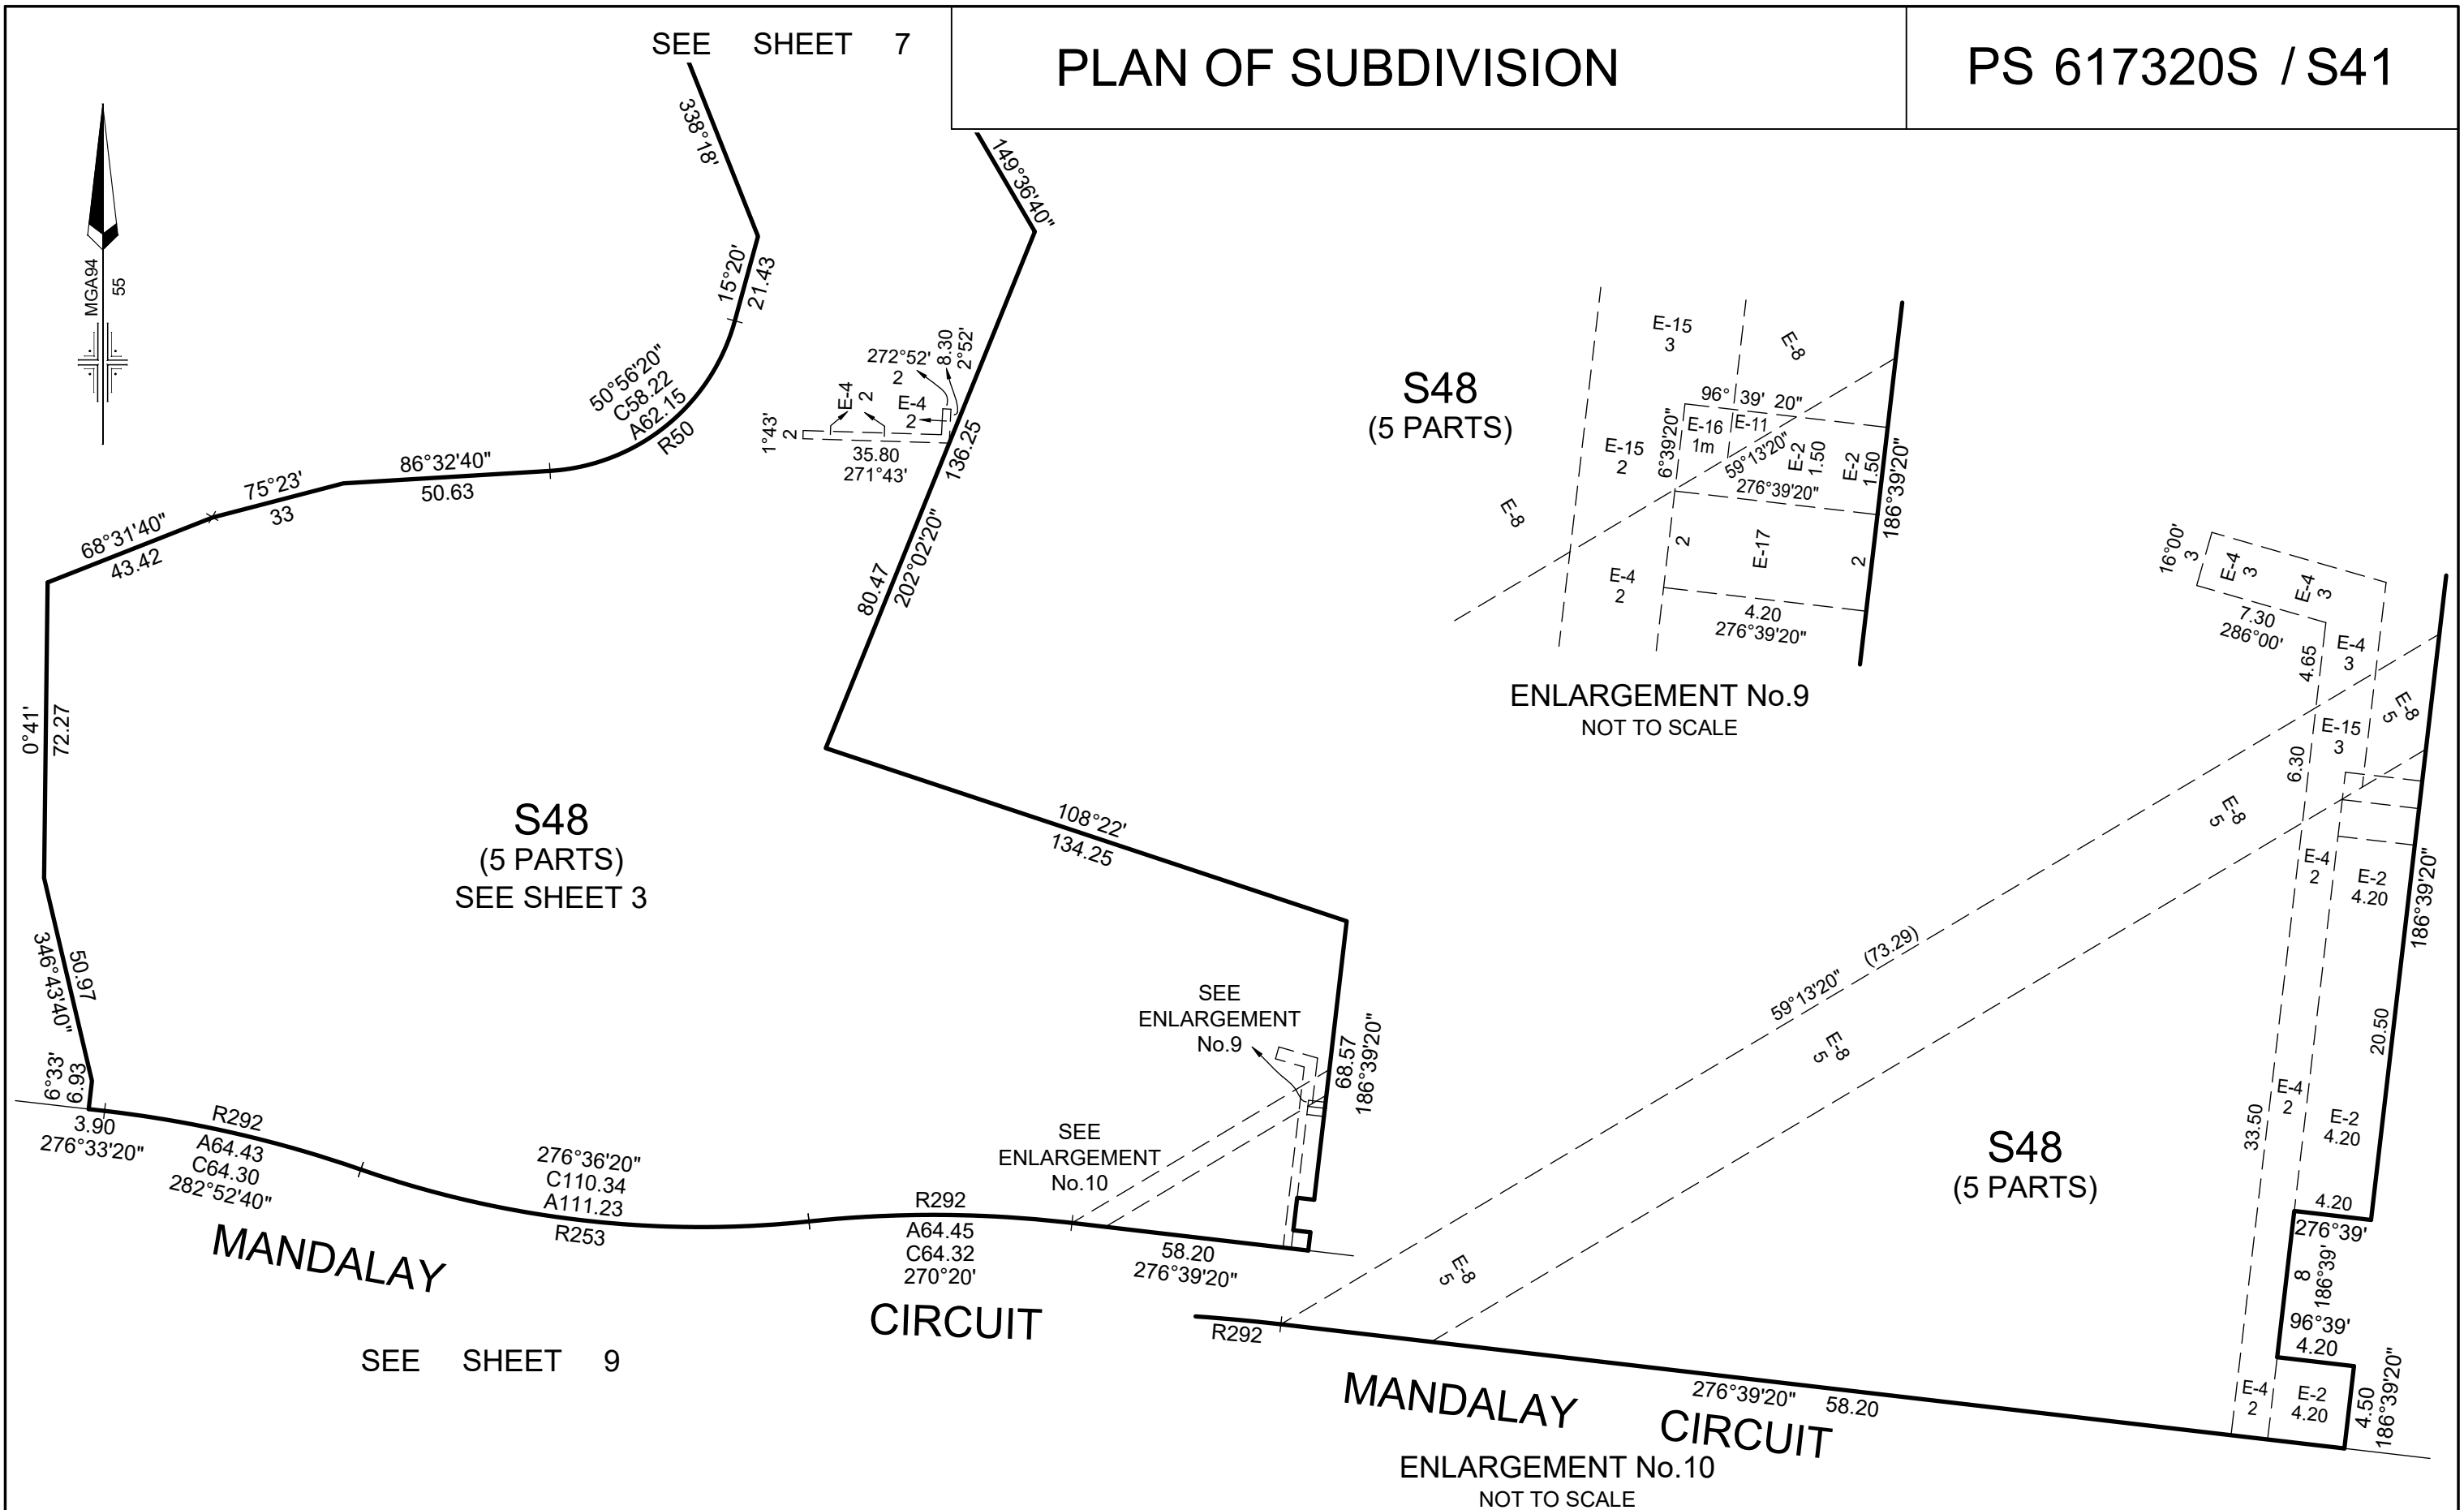 SEE SHEET 7
PLAN OF SUBDIVISION
PS 617320S / S41
MGA94
55
338°18'
149°36'40"
15°20'
21.43
50°56'20"
C58.22
A62.15
R50
86°32'40"
50.63
75°23'
33
68°31'40"
43.42
0°41'
72.27
346°43'40"
50.97
6°33'
6.93
3.90
276°33'20"
R292
A64.43
C64.30
282°52'40"
276°36'20"
C110.34
A111.23
R253
R292
A64.45
C64.32
270°20'
58.20
276°39'20"
MANDALAY
CIRCUIT
SEE SHEET 9
272°52'
2
8.30
2°52'
E-4
2
E-4
2
1°43'
2
35.80
271°43'
136.25
80.47
202°02'20"
108°22'
134.25
68.57
186°39'20"
S48
(5 PARTS)
SEE SHEET 3
SEE
ENLARGEMENT
No.9
SEE
ENLARGEMENT
No.10
S48
(5 PARTS)
E-15
3
E-8
96° 39' 20"
E-16
1m
E-11
6°39'20"
59°13'20"
E-2
1.50
E-2
1.50
186°39'20"
E-15
2
276°39'20"
E-8
2
E-17
2
E-4
2
4.20
276°39'20"
ENLARGEMENT No.9
NOT TO SCALE
16°00'
3
E-4
3
E-4
3
7.30
286°00'
4.65
E-4
3
E-8
5
E-15
3
6.30
E-8
5
E-4
2
E-2
4.20
186°39'20"
(73.29)
59°13'20"
E-8
5
20.50
E-4
2
33.50
E-2
4.20
S48
(5 PARTS)
4.20
276°39'
8
186°39'
96°39'
4.20
E-8
5
E-4
2
E-2
4.20
4.50
186°39'20"
R292
276°39'20" 58.20
MANDALAY CIRCUIT
ENLARGEMENT No.10
NOT TO SCALE